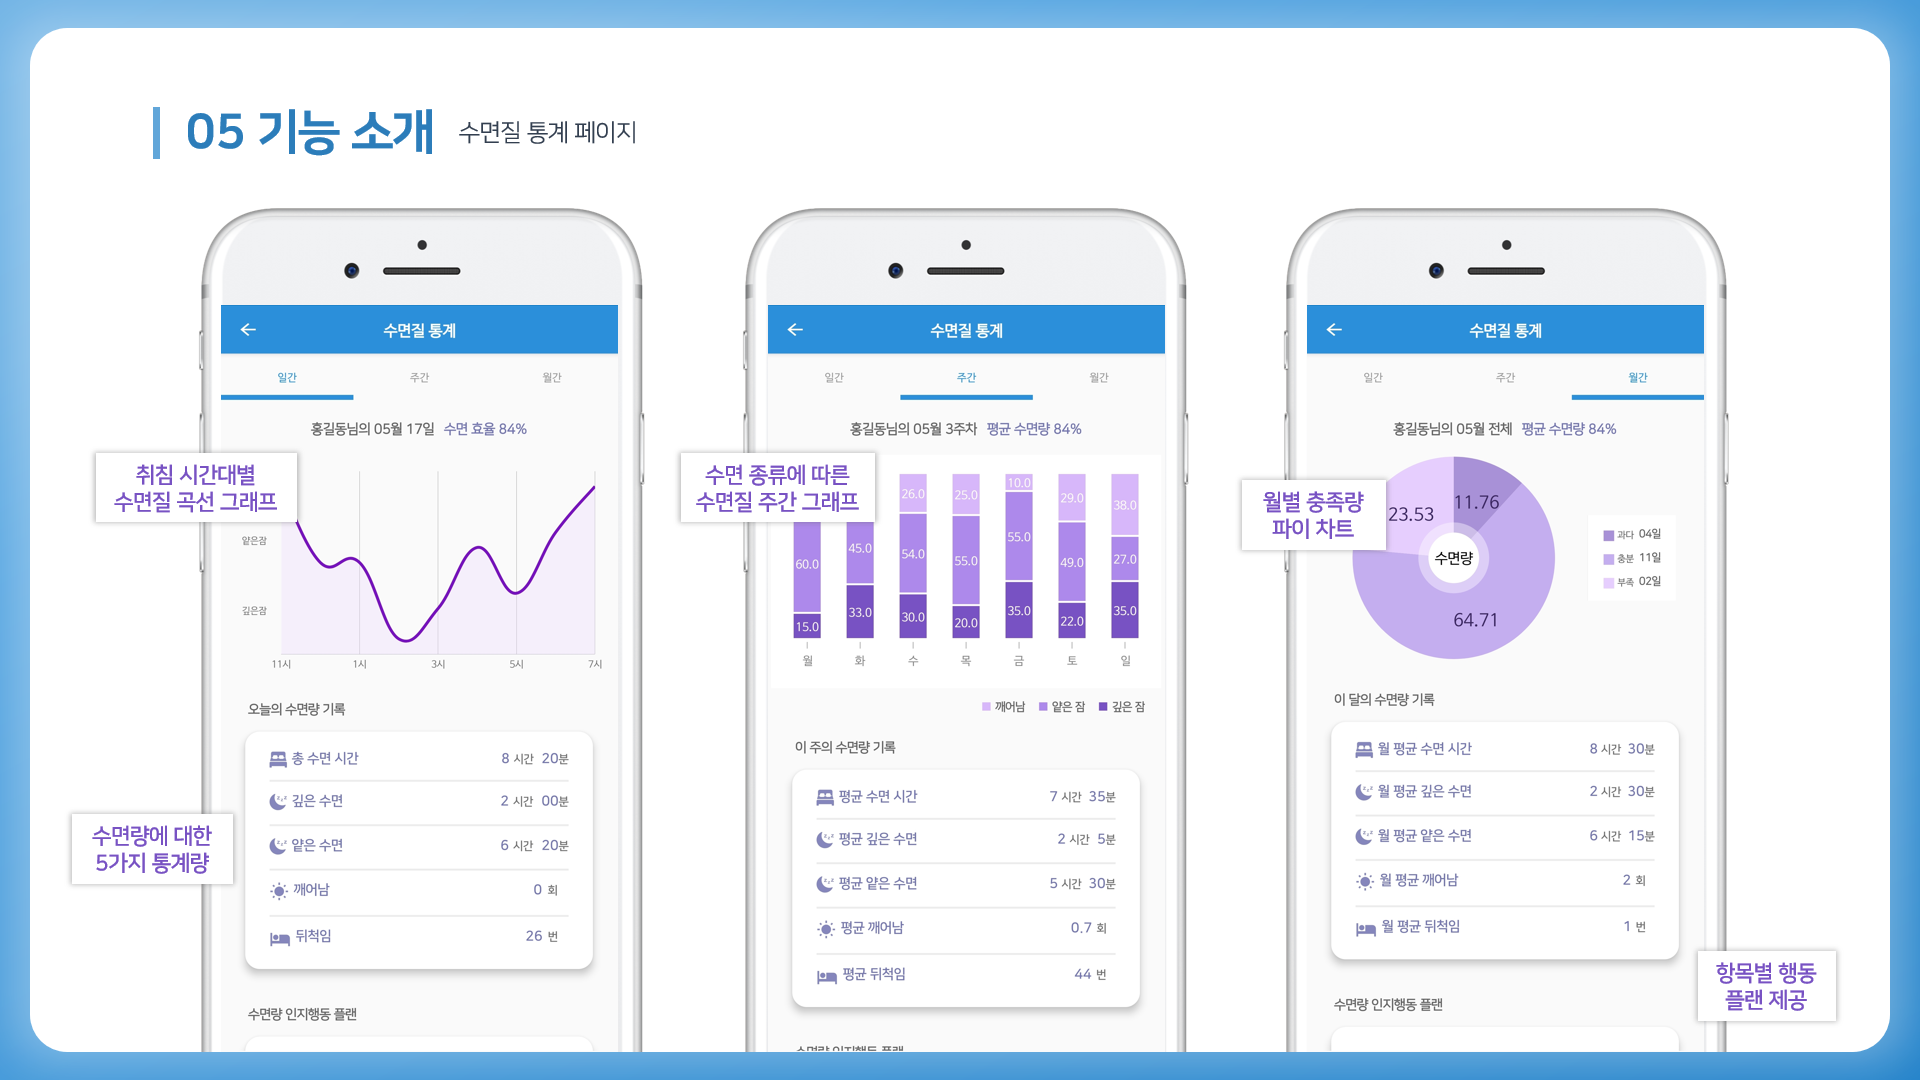 05 기능 소개 수면질 통계 페이지
수면질 통계
일간 주간 월간
홍길동님의 05월 17일 수면 효율 84%
취침 시간대별
수면질 곡선 그래프
얕은잠
깊은잠
11시 1시 3시 5시 7시
오늘의 수면량 기록
총 수면 시간 8 시간 20분
깊은 수면 2 시간 00분
얕은 수면 6 시간 20분
깨어남 0 회
뒤척임 26 번
수면량에 대한
5가지 통계량
수면량 인지행동 플랜
수면질 통계
일간 주간 월간
홍길동님의 05월 3주차 평균 수면량 84%
수면 종류에 따른
수면질 주간 그래프
26.0 25.0 10.0 29.0 38.0
60.0 45.0 54.0 55.0 55.0 49.0 27.0
15.0 33.0 30.0 20.0 35.0 22.0 35.0
월 화 수 목 금 토 일
깨어남 얕은 잠 깊은 잠
이 주의 수면량 기록
평균 수면 시간 7 시간 35분
평균 깊은 수면 2 시간 5분
평균 얕은 수면 5 시간 30분
평균 깨어남 0.7 회
평균 뒤척임 44 번
수면량 인지행동 플랜
수면질 통계
일간 주간 월간
홍길동님의 05월 전체 평균 수면량 84%
월별 충족량
파이 차트
11.76
23.53
수면량
64.71
과다 04일
충분 11일
부족 02일
이 달의 수면량 기록
월 평균 수면 시간 8 시간 30분
월 평균 깊은 수면 2 시간 30분
월 평균 얕은 수면 6 시간 15분
월 평균 깨어남 2 회
월 평균 뒤척임 1 번
항목별 행동
플랜 제공
수면량 인지행동 플랜